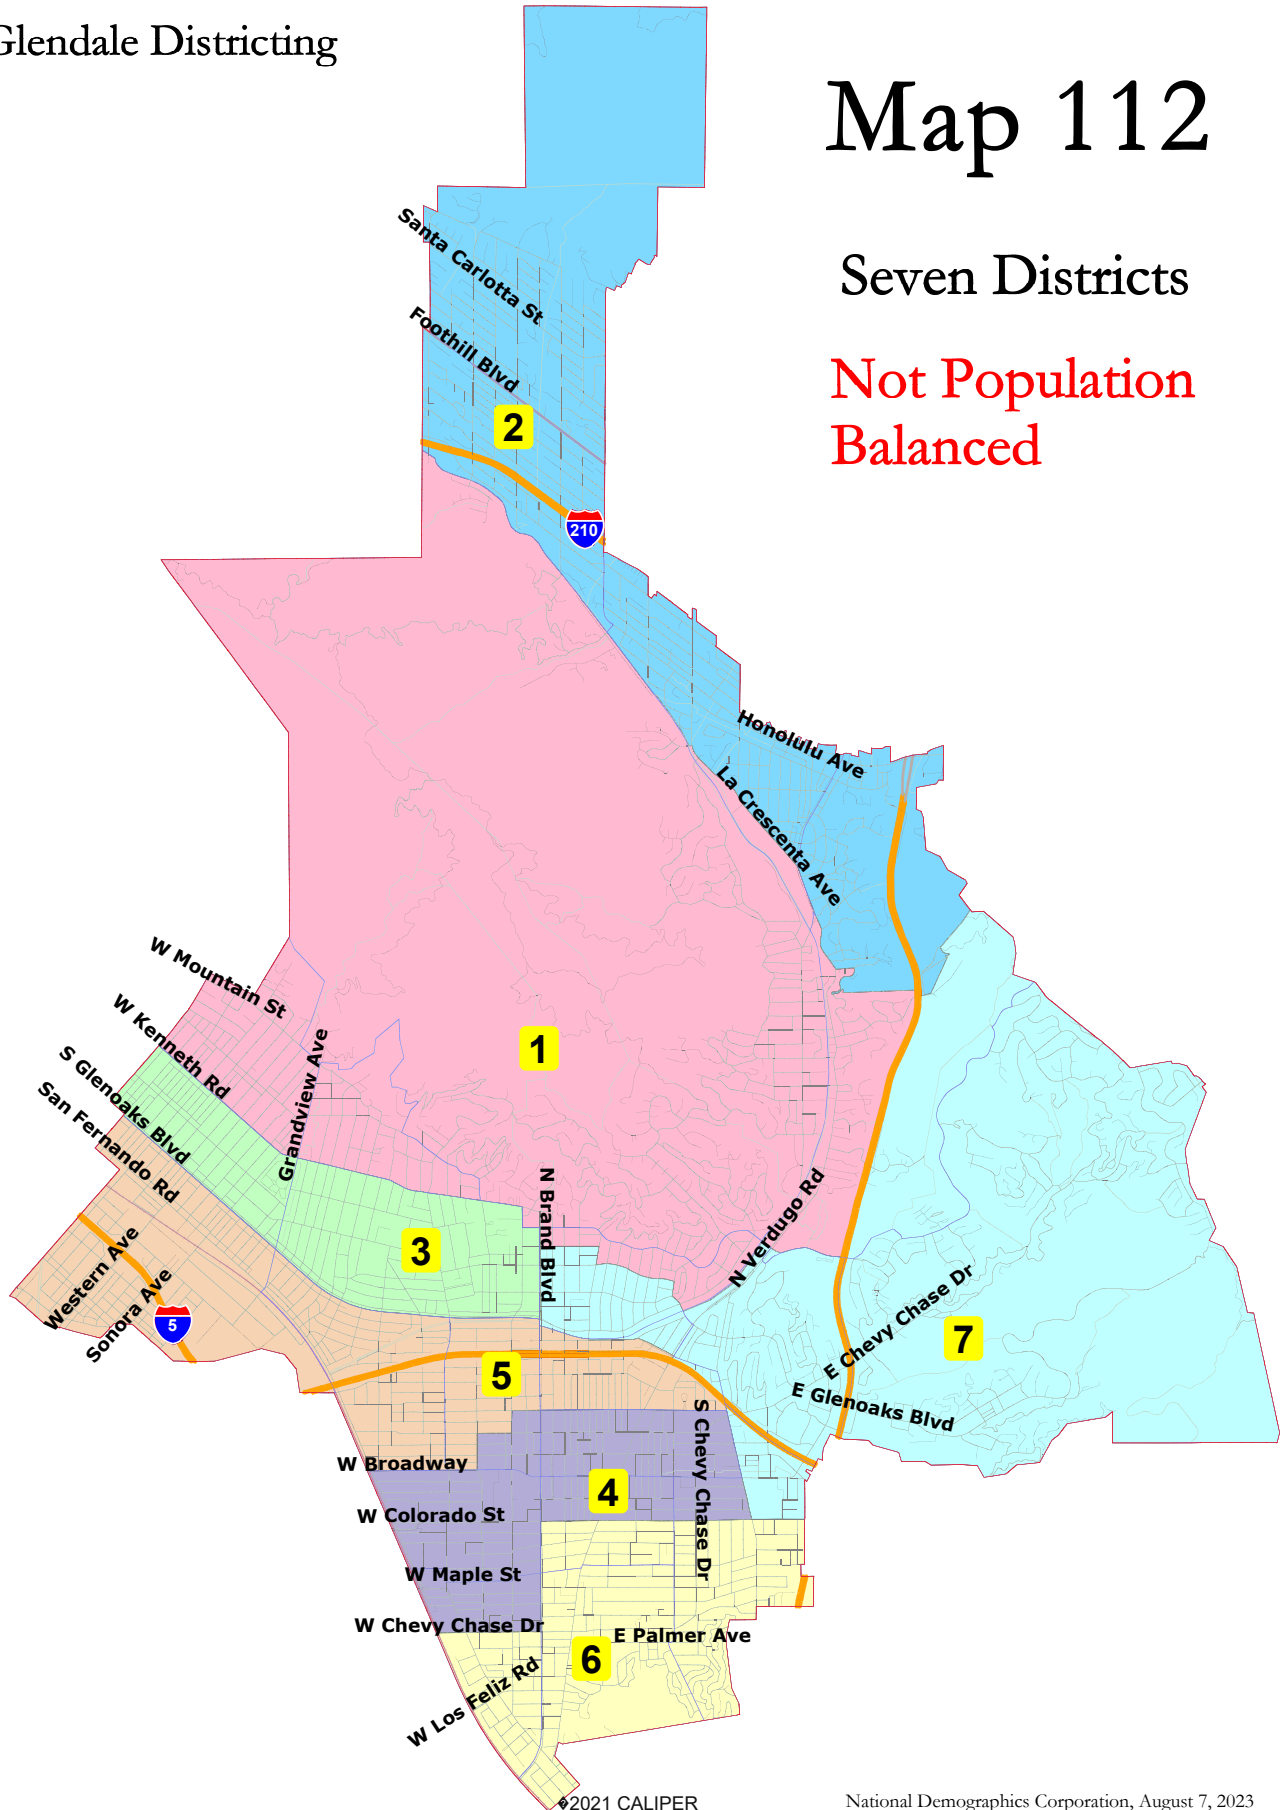 Glendale Districting
Map 112
Seven Districts
Not Population
Balanced
Santa Carlotta St
Foothill Blvd
2
210
Honolulu Ave
La Crescenta Ave
W Mountain St
W Kenneth Rd
S Glenoaks Blvd
San Fernando Rd
Grandview Ave
1
N Verdugo Rd
N Brand Blvd
3
Western Ave
Sonora Ave
5
E Chevy Chase Dr
7
E Glenoaks Blvd
5
S Chevy Chase Dr
W Broadway
4
W Colorado St
W Maple St
W Chevy Chase Dr
E Palmer Ave
6
W Los Feliz Rd
©2021 CALIPER
National Demographics Corporation, August 7, 2023